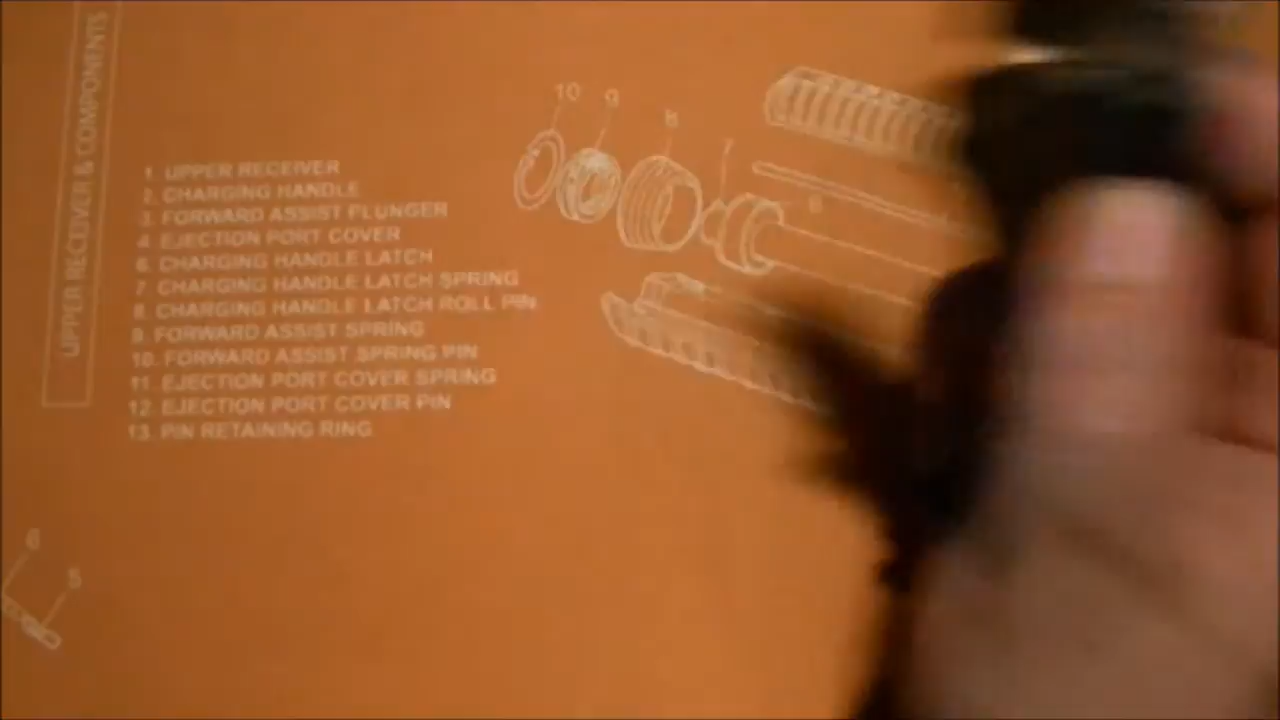 UPPER RECEIVER & COMPONENTS
1. UPPER RECEIVER
2. CHARGING HANDLE
3. FORWARD ASSIST PLUNGER
4. EJECTION PORT COVER
6. CHARGING HANDLE LATCH
7. CHARGING HANDLE LATCH SPRING
8. CHARGING HANDLE LATCH ROLL PIN
9. FORWARD ASSIST SPRING
10. FORWARD ASSIST SPRING PIN
11. EJECTION PORT COVER SPRING
12. EJECTION PORT COVER PIN
13. PIN RETAINING RING
10
9
8
7
6
6
5